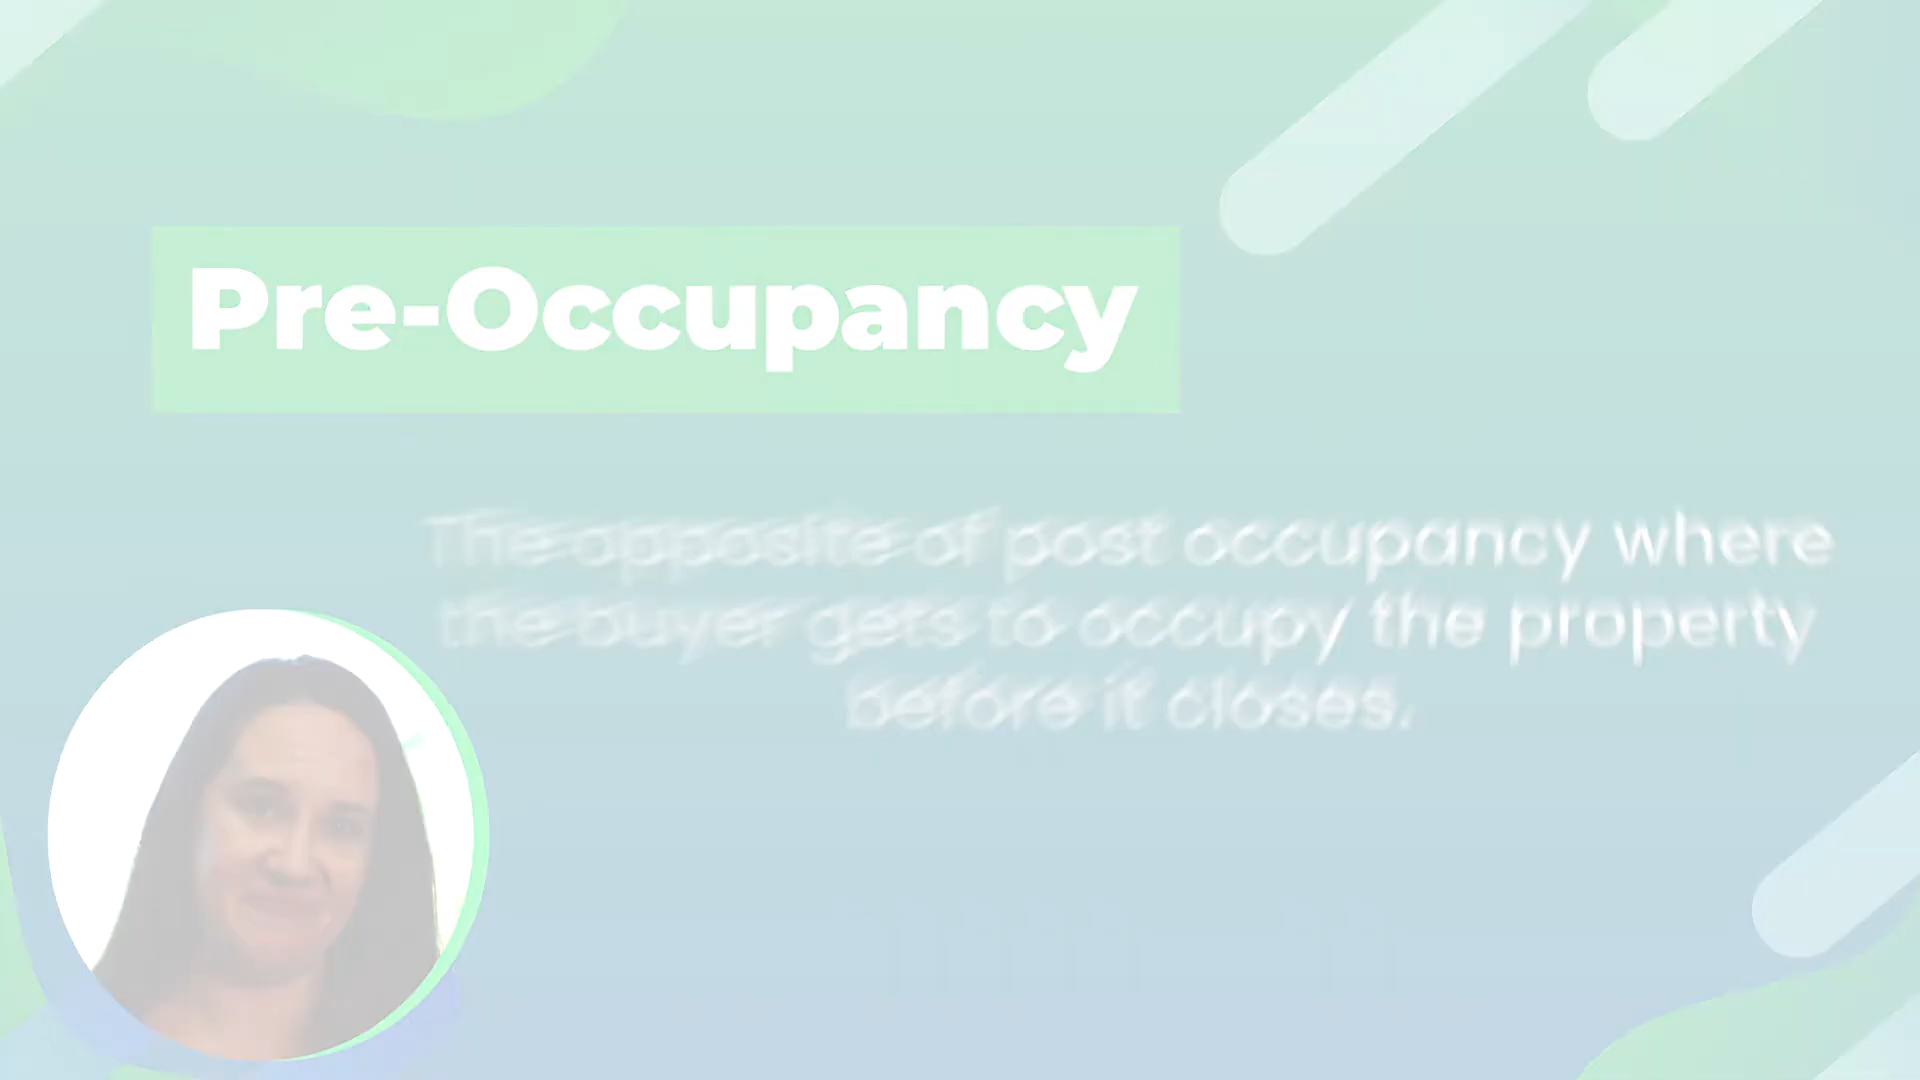 Pre-Occupancy
The opposite of post occupancy where
the buyer gets to occupy the property
before it closes.